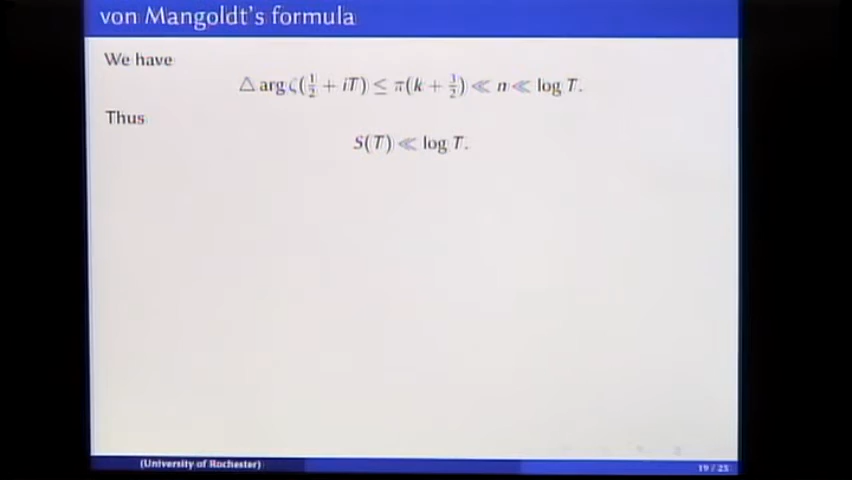 von Mangoldt's formula
We have
△ arg ζ(½ + iT) ≤ π(k + ½) ≪ n ≪ log T.
Thus
S(T) ≪ log T.
(University of Rochester)
19 / 23